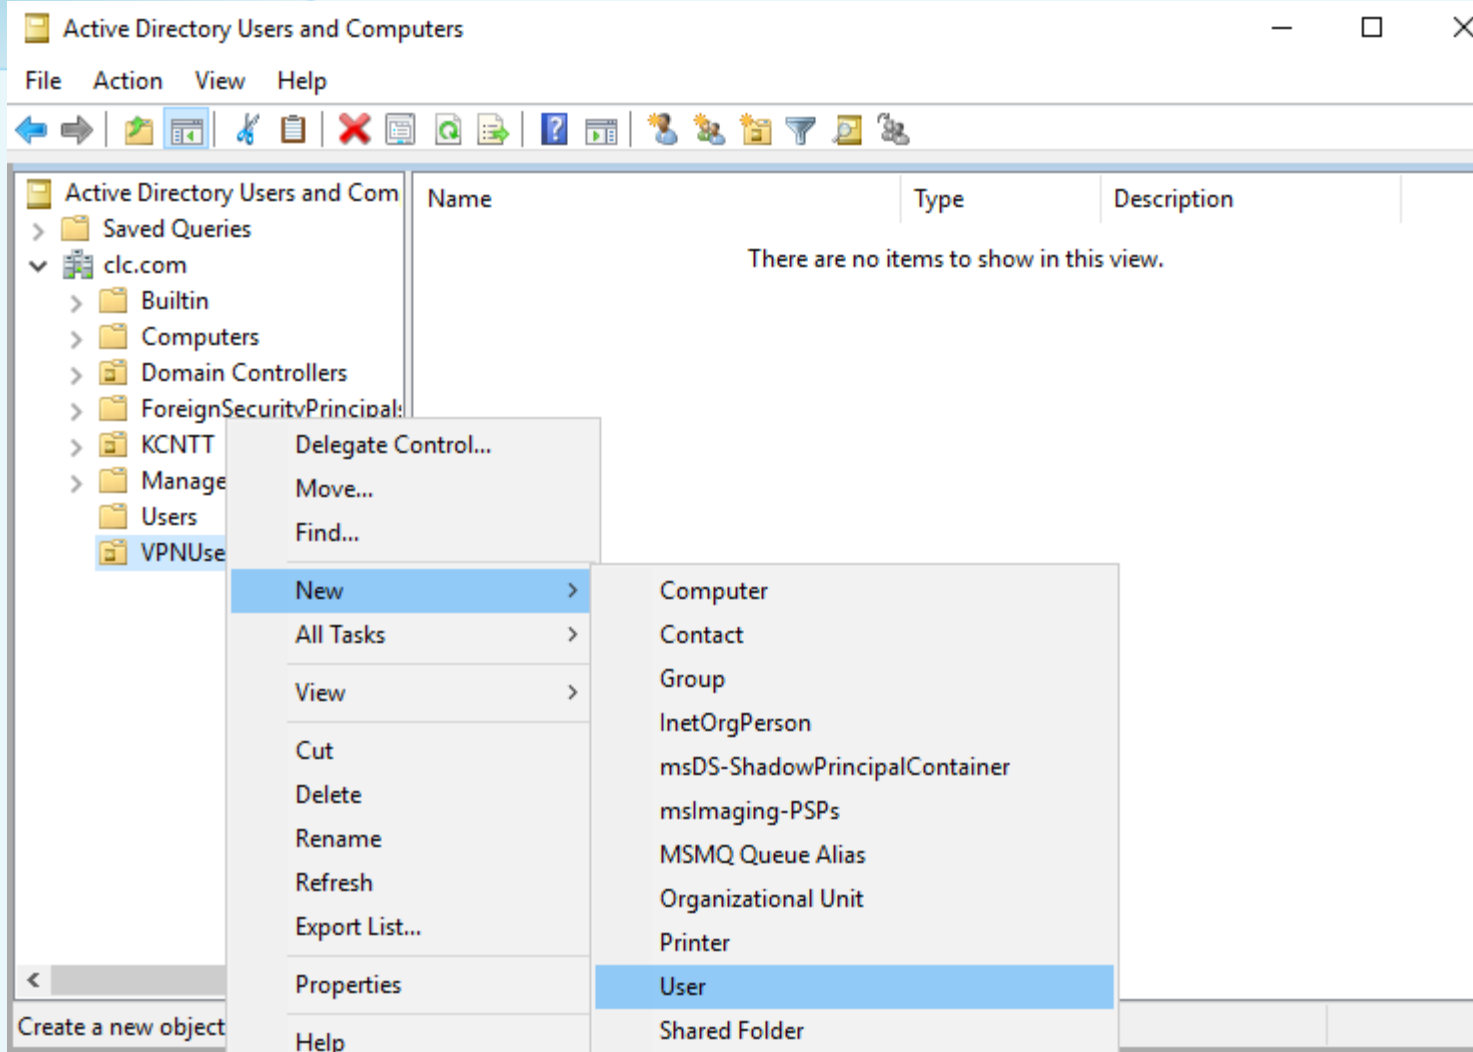 Active Directory Users and Computers
File Action View Help
Active Directory Users and Com
Name Type Description
Saved Queries
There are no items to show in this view.
clc.com
Builtin
Computers
Domain Controllers
ForeignSecurityPrincipals
KCNTT
Manage
Users
VPNUse
Delegate Control...
Move...
Find...
New
All Tasks
View
Cut
Delete
Rename
Refresh
Export List...
Properties
Help
Computer
Contact
Group
InetOrgPerson
msDS-ShadowPrincipalContainer
msImaging-PSPs
MSMQ Queue Alias
Organizational Unit
Printer
User
Shared Folder
Create a new object